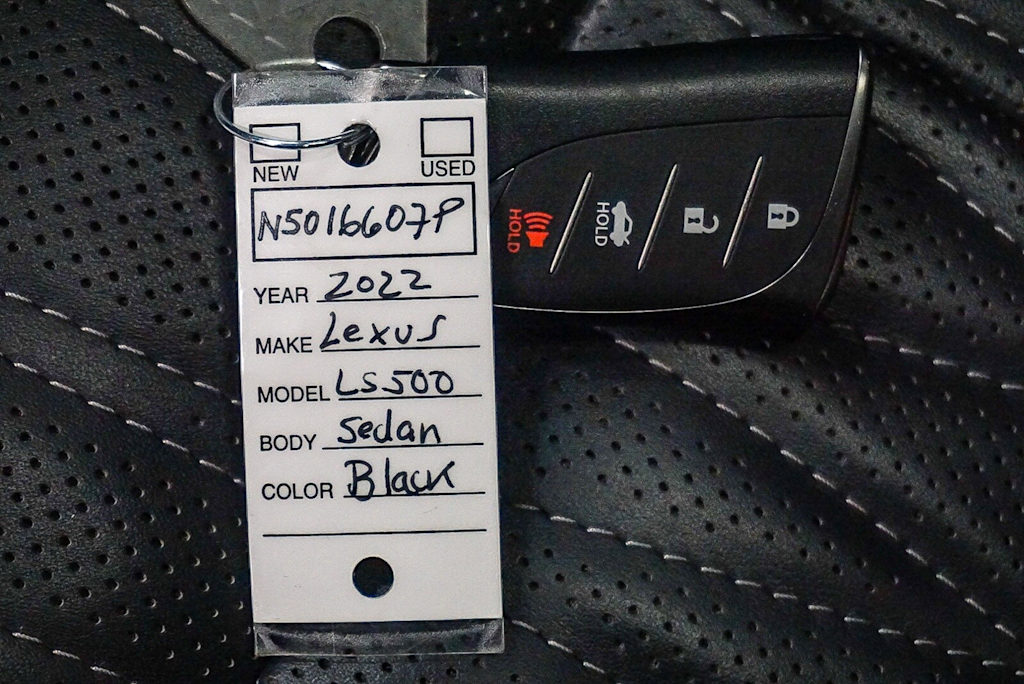 NEW USED
N5016607P
YEAR 2022
MAKE Lexus
MODEL LS500
BODY Sedan
COLOR Black
HOLD
HOLD